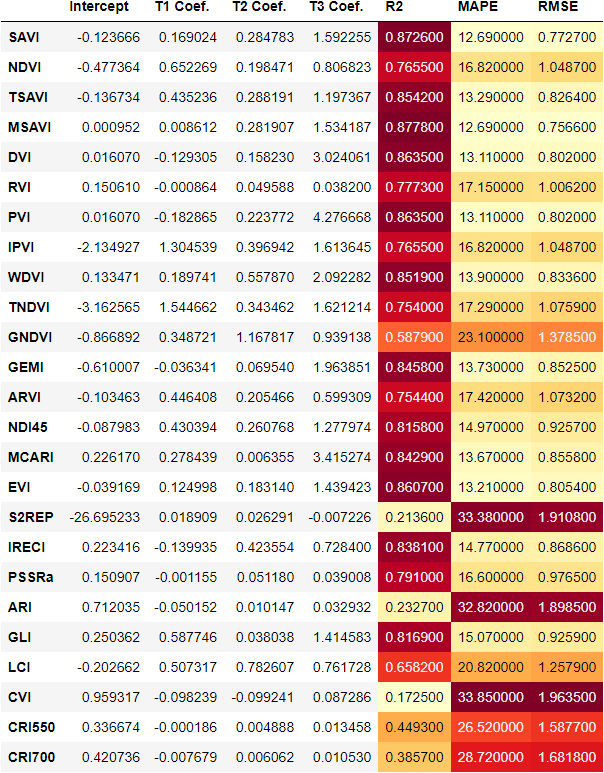 Intercept T1 Coef. T2 Coef. T3 Coef. R2 MAPE RMSE
SAVI -0.123666 0.169024 0.284783 1.592255 0.872600 12.690000 0.772700
NDVI -0.477364 0.652269 0.198471 0.806823 0.765500 16.820000 1.048700
TSAVI -0.136734 0.435236 0.288191 1.197367 0.854200 13.290000 0.826400
MSAVI 0.000952 0.008612 0.281907 1.534187 0.877800 12.690000 0.756600
DVI 0.016070 -0.129305 0.158230 3.024061 0.863500 13.110000 0.802000
RVI 0.150610 -0.000864 0.049588 0.038200 0.777300 17.150000 1.006200
PVI 0.016070 -0.182865 0.223772 4.276668 0.863500 13.110000 0.802000
IPVI -2.134927 1.304539 0.396942 1.613645 0.765500 16.820000 1.048700
WDVI 0.133471 0.189741 0.557870 2.092282 0.851900 13.900000 0.833600
TNDVI -3.162565 1.544662 0.343462 1.621214 0.754000 17.290000 1.075900
GNDVI -0.866892 0.348721 1.167817 0.939138 0.587900 23.100000 1.378500
GEMI -0.610007 -0.036341 0.069540 1.963851 0.845800 13.730000 0.852500
ARVI -0.103463 0.446408 0.205466 0.599309 0.754400 17.420000 1.073200
NDI45 -0.087983 0.430394 0.260768 1.277974 0.815800 14.970000 0.925700
MCARI 0.226170 0.278439 0.006355 3.415274 0.842900 13.670000 0.855800
EVI -0.039169 0.124998 0.183140 1.439423 0.860700 13.210000 0.805400
S2REP -26.695233 0.018909 0.026291 -0.007226 0.213600 33.380000 1.910800
IRECI 0.223416 -0.139935 0.423554 0.728400 0.838100 14.770000 0.868600
PSSRa 0.150907 -0.001155 0.051180 0.039008 0.791000 16.600000 0.976500
ARI 0.712035 -0.050152 0.010147 0.032932 0.232700 32.820000 1.898500
GLI 0.250362 0.587746 0.038038 1.414583 0.816900 15.070000 0.925900
LCI -0.202662 0.507317 0.782607 0.761728 0.658200 20.820000 1.257900
CVI 0.959317 -0.098239 -0.099241 0.087286 0.172500 33.850000 1.963500
CRI550 0.336674 -0.000186 0.004888 0.013458 0.449300 26.520000 1.587700
CRI700 0.420736 -0.007679 0.006062 0.010530 0.385700 28.720000 1.681800